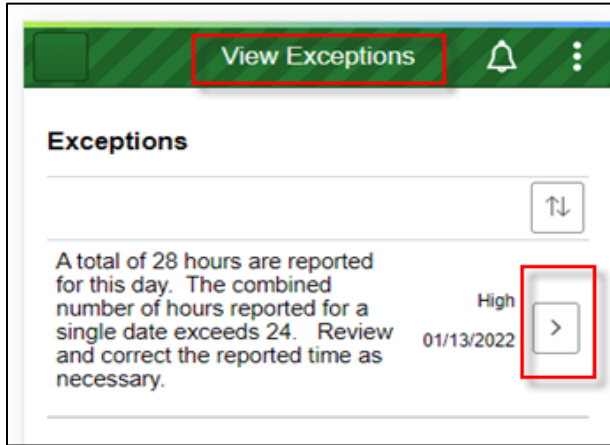 View Exceptions
Exceptions
A total of 28 hours are reported
for this day.  The combined
number of hours reported for a
single date exceeds 24.   Review
and correct the reported time as
necessary.
High
01/13/2022